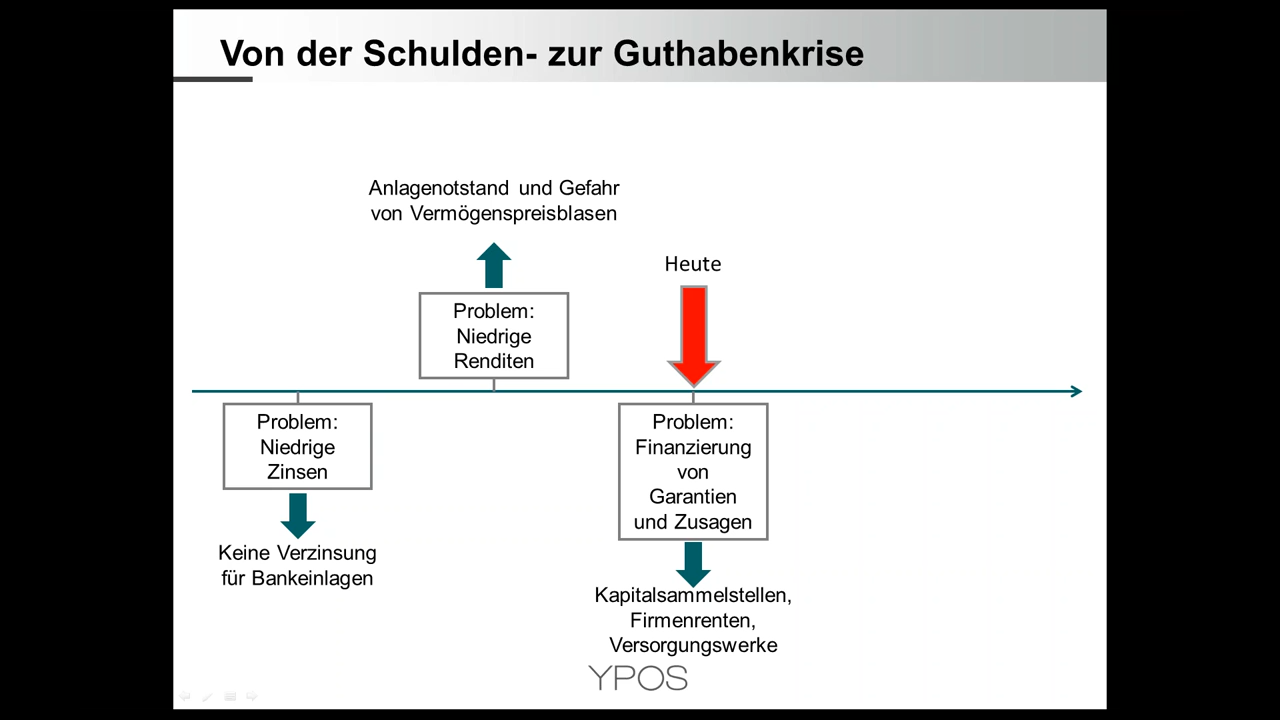 Von der Schulden- zur Guthabenkrise
Anlagenotstand und Gefahr
von Vermögenspreisblasen
Heute
Problem:
Niedrige
Renditen
Problem:
Niedrige
Zinsen
Keine Verzinsung
für Bankeinlagen
Problem:
Finanzierung
von
Garantien
und Zusagen
Kapitalsammelstellen,
Firmenrenten,
Versorgungswerke
YPOS